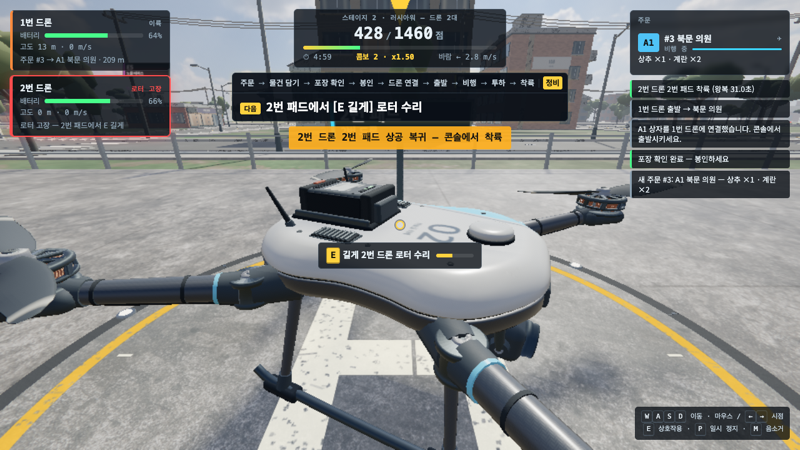 1번 드론 이륙
배터리 64%
고도 13 m · 0 m/s
주문 #3 → A1 북문 의원 · 209 m
2번 드론 로터 고장
배터리 66%
고도 0 m · 0 m/s
로터 고장 — 2번 패드에서 E 길게
스테이지 2 · 러시아워 — 드론 2대
428 / 1460 점
4:59 콤보 2 · x1.50 바람 ← 2.8 m/s
주문 → 물건 담기 → 포장 확인 → 봉인 → 드론 연결 → 출발 → 비행 → 투하 → 착륙 정비
다음 2번 패드에서 [E 길게] 로터 수리
2번 드론 2번 패드 상공 복귀 — 콘솔에서 착륙
주문
A1 #3 북문 의원
비행 중
상추 ×1 · 계란 ×2
2번 드론 2번 패드 착륙 (왕복 31.0초)
1번 드론 출발 → 북문 의원
A1 상자를 1번 드론에 연결했습니다. 콘솔에서
출발시키세요.
포장 확인 완료 — 봉인하세요
새 주문 #3: A1 북문 의원 — 상추 ×1 · 계란
×2
02
E 길게 2번 드론 로터 수리
W A S D 이동 · 마우스 / ← → 시점
E 상호작용 · P 일시 정지 · M 음소거